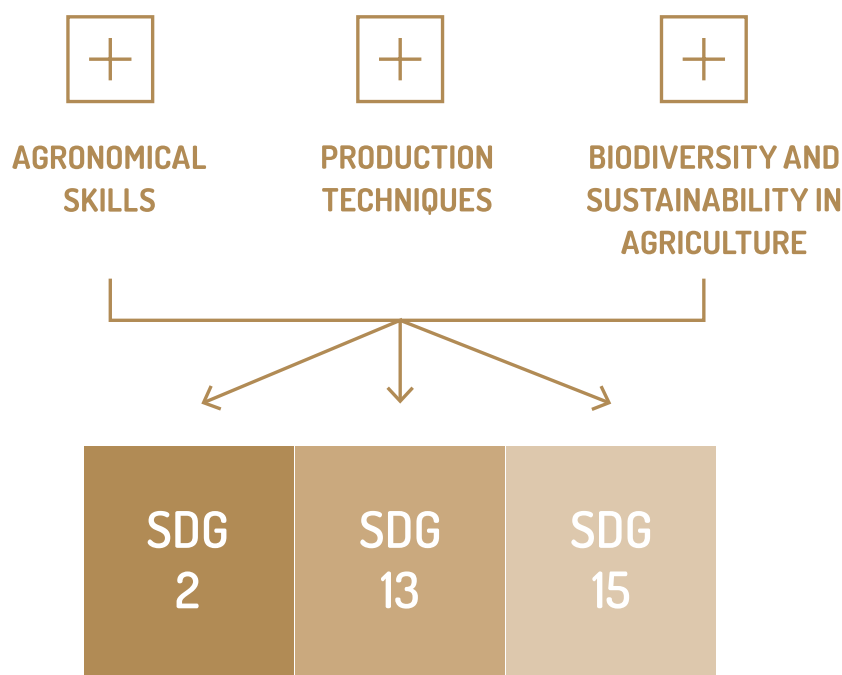 AGRONOMICAL
SKILLS
PRODUCTION
TECHNIQUES
BIODIVERSITY AND
SUSTAINABILITY IN
AGRICULTURE
SDG
2
SDG
13
SDG
15